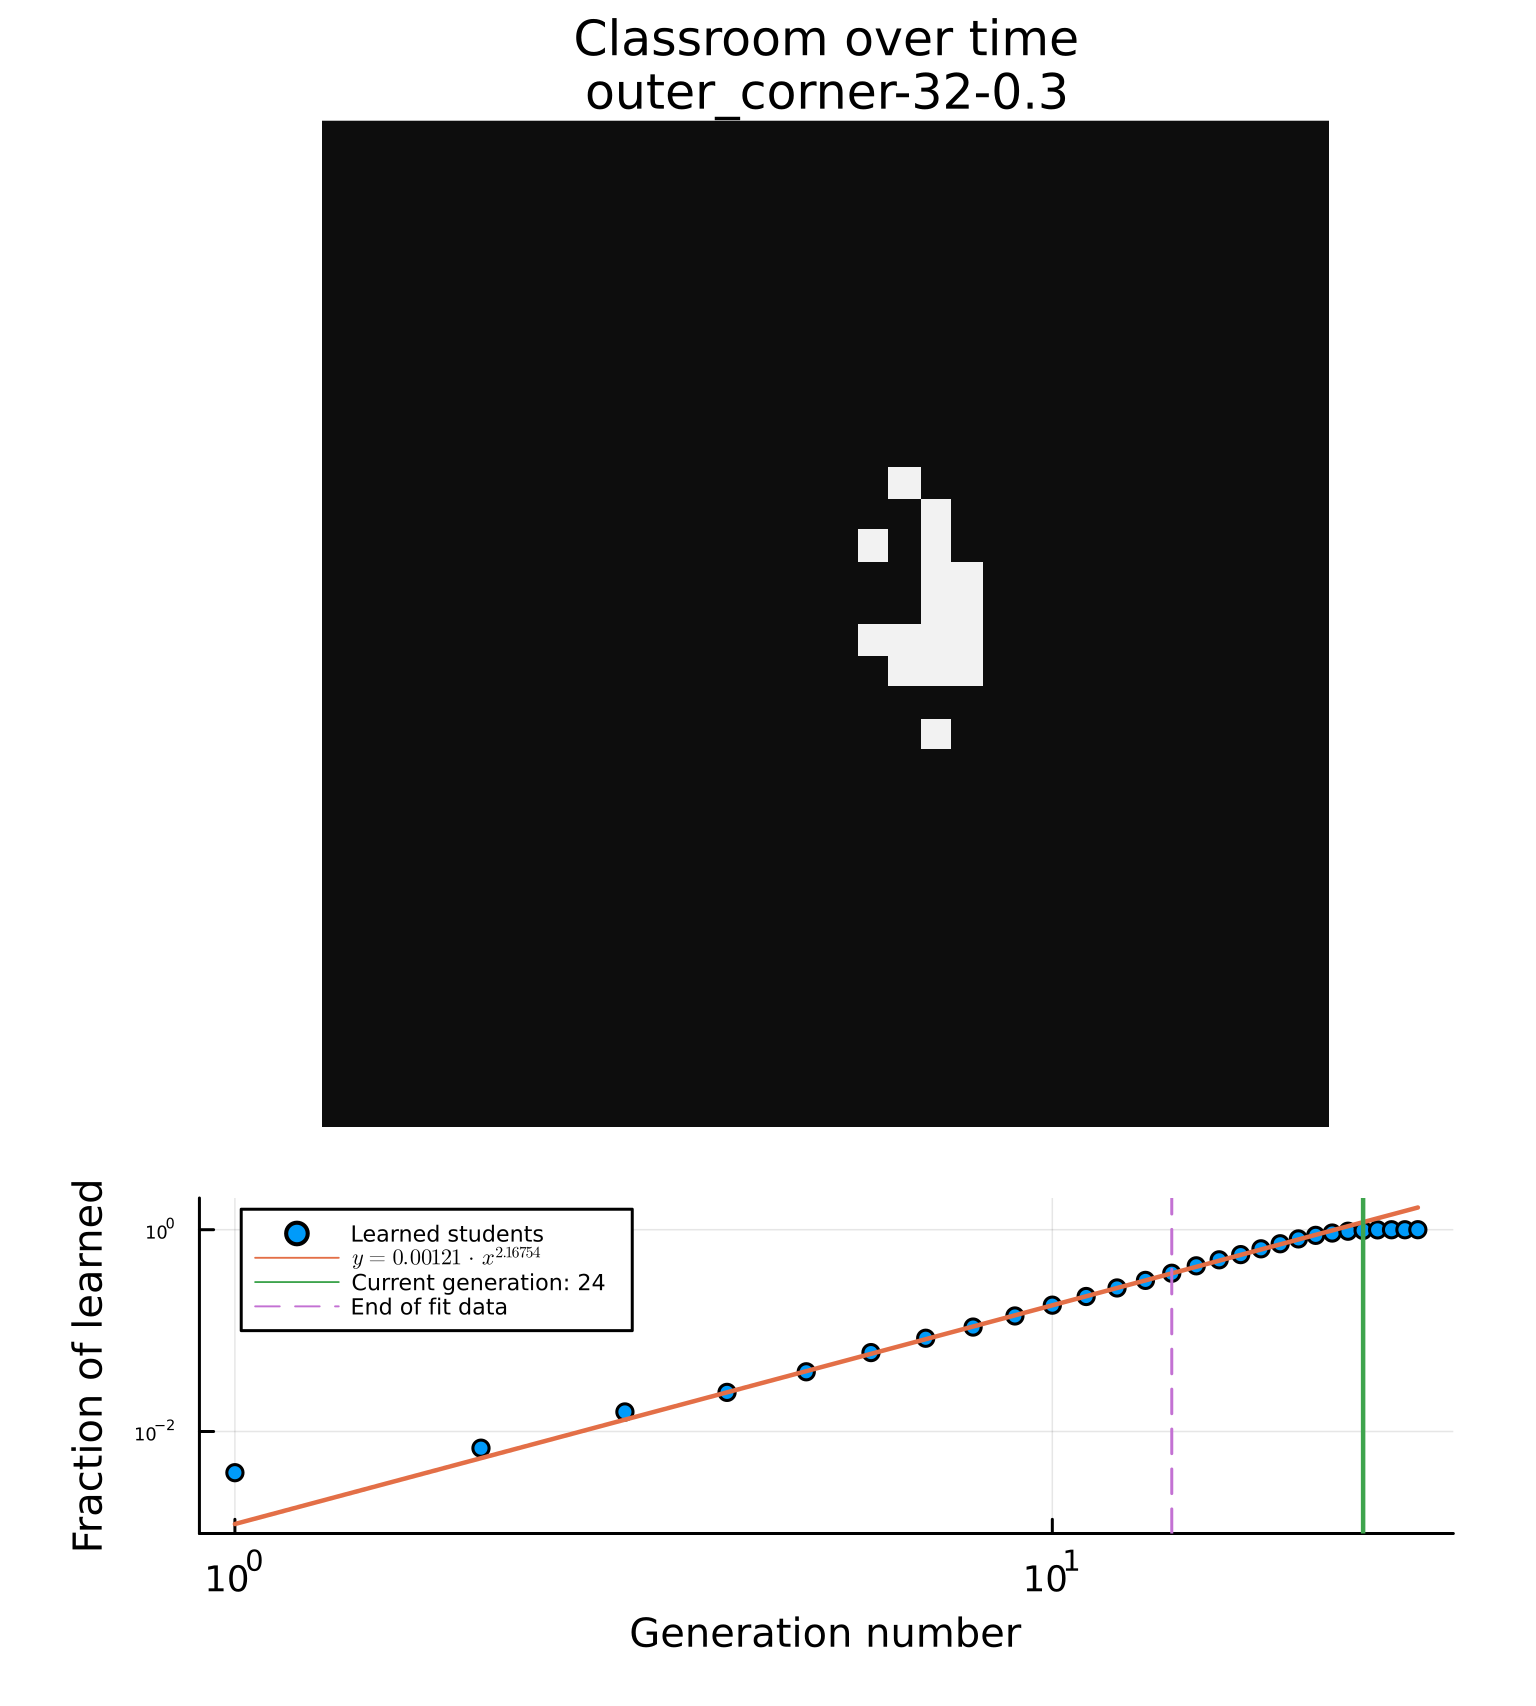 Classroom over time
outer_corner-32-0.3
Fraction of learned
10^0
10^−2
Learned students
y = 0.00121 · x^2.16754
Current generation: 24
End of fit data
10^0
10^1
Generation number